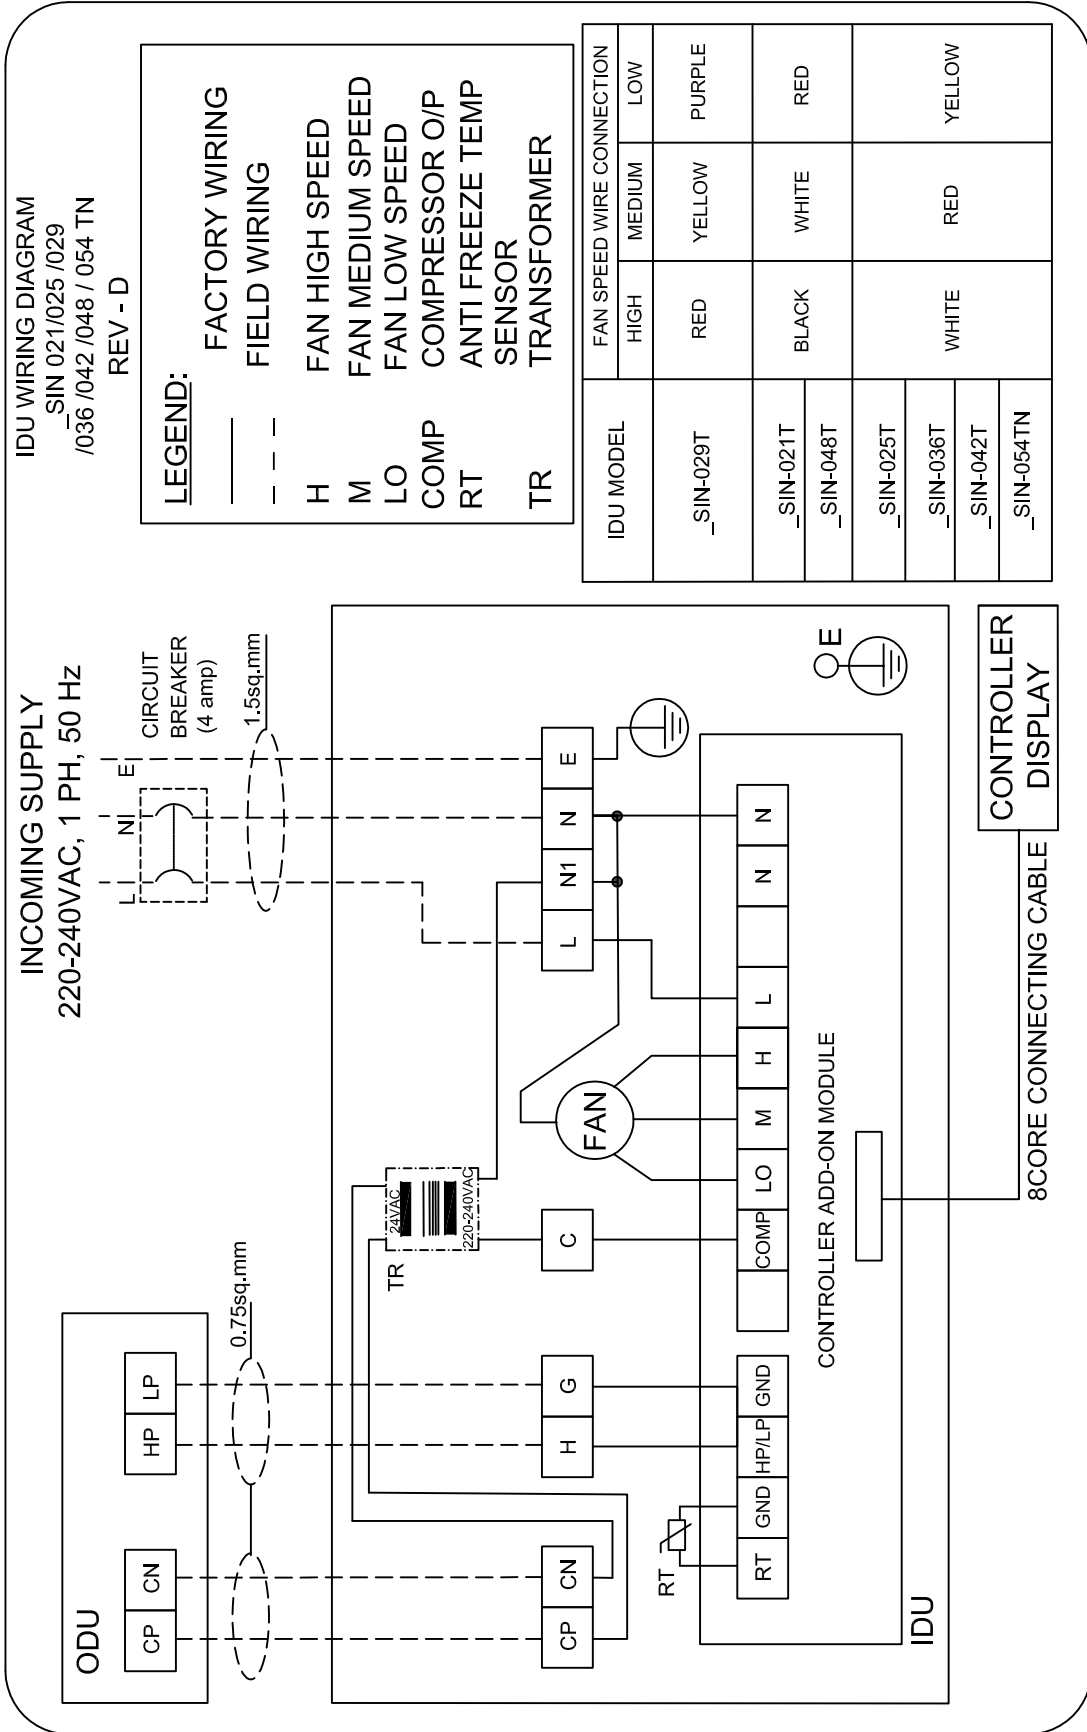 IDU WIRING DIAGRAM
_SIN 021/025 /029
/036 /042 /048 / 054 TN
REV - D
INCOMING SUPPLY
220-240VAC, 1 PH, 50 Hz
L N E
CIRCUIT
BREAKER
(4 amp)
1.5sq.mm
ODU
CP CN HP LP
0.75sq.mm
TR
24VAC
220-240VAC
CP CN H G C L N1 N E
FAN
RT
RT GND HP/LP GND COMP LO M H L N N
CONTROLLER ADD-ON MODULE
E
IDU
8CORE CONNECTING CABLE
CONTROLLER
DISPLAY
LEGEND:
FACTORY WIRING
FIELD WIRING
H FAN HIGH SPEED
M FAN MEDIUM SPEED
LO FAN LOW SPEED
COMP COMPRESSOR O/P
RT ANTI FREEZE TEMP
SENSOR
TR TRANSFORMER
IDU MODEL FAN SPEED WIRE CONNECTION
HIGH MEDIUM LOW
_SIN-029T RED YELLOW PURPLE
_SIN-021T
_SIN-048T
BLACK WHITE RED
_SIN-025T
_SIN-036T
_SIN-042T
_SIN-054TN
WHITE RED YELLOW